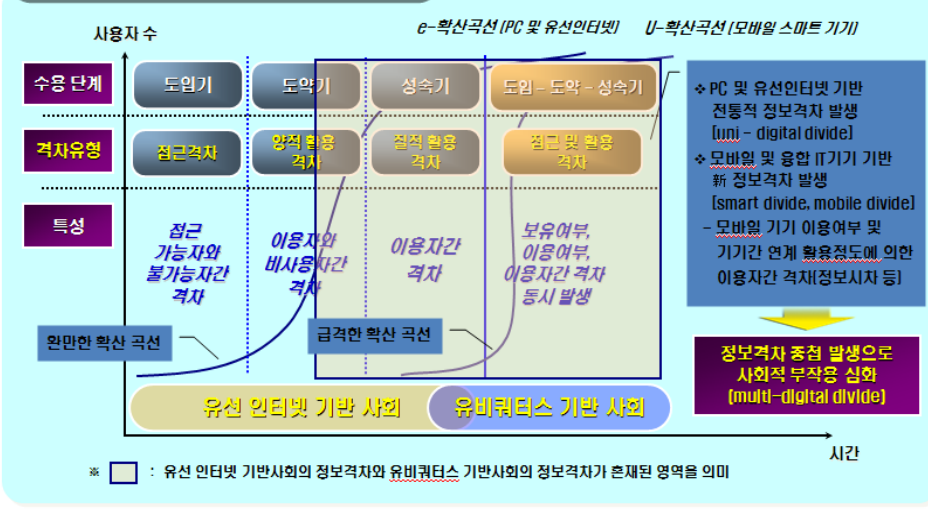 사용자 수
e-확산곡선 (PC 및 유선인터넷)
U-확산곡선 (모바일 스마트 기기)
수용 단계
도입기
도약기
성숙기
도입 – 도약 – 성숙기
격차유형
접근격차
양적 활용
격차
질적 활용
격차
접근 및 활용
격차
특성
접근
가능자와
불가능자간
격차
이용자와
비사용자간
격차
이용자간
격차
보유여부,
이용여부,
이용자간 격차
동시 발생
완만한 확산 곡선
급격한 확산 곡선
유선 인터넷 기반 사회
유비쿼터스 기반 사회
시간
❖ PC 및 유선인터넷 기반
전통적 정보격차 발생
(uni – digital divide)
❖ 모바일 및 융합 IT기기 기반
新 정보격차 발생
(smart divide, mobile divide)
– 모바일 기기 이용여부 및
기기간 연계 활용정도에 의한
이용자간 격차(정보시차 등)
정보격차 중첩 발생으로
사회적 부작용 심화
(multi-digital divide)
※ : 유선 인터넷 기반사회의 정보격차와 유비쿼터스 기반사회의 정보격차가 혼재된 영역을 의미